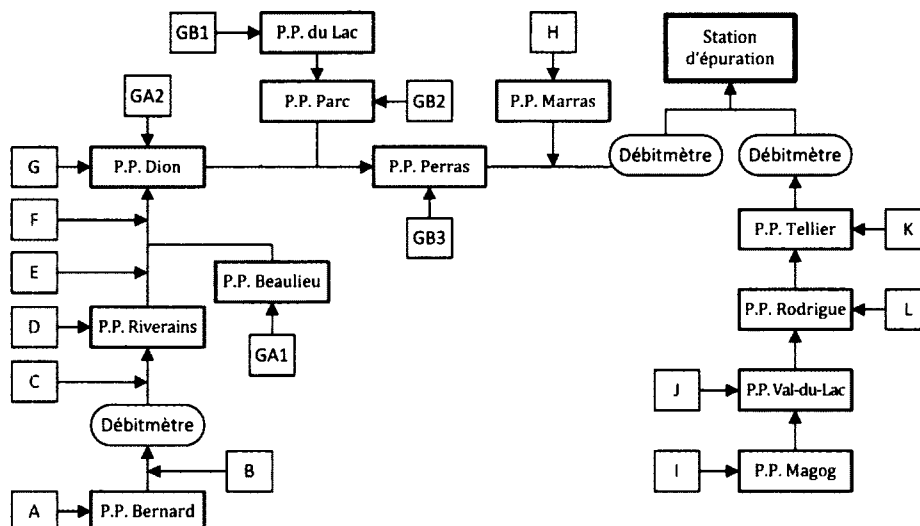 GB1
P.P. du Lac
H
Station
d'épuration
GA2
P.P. Parc
GB2
P.P. Marras
G
P.P. Dion
P.P. Perras
Débitmètre
Débitmètre
F
GB3
P.P. Tellier
K
E
P.P. Beaulieu
D
P.P. Riverains
P.P. Rodrigue
L
GA1
C
J
P.P. Val-du-Lac
Débitmètre
B
I
P.P. Magog
A
P.P. Bernard